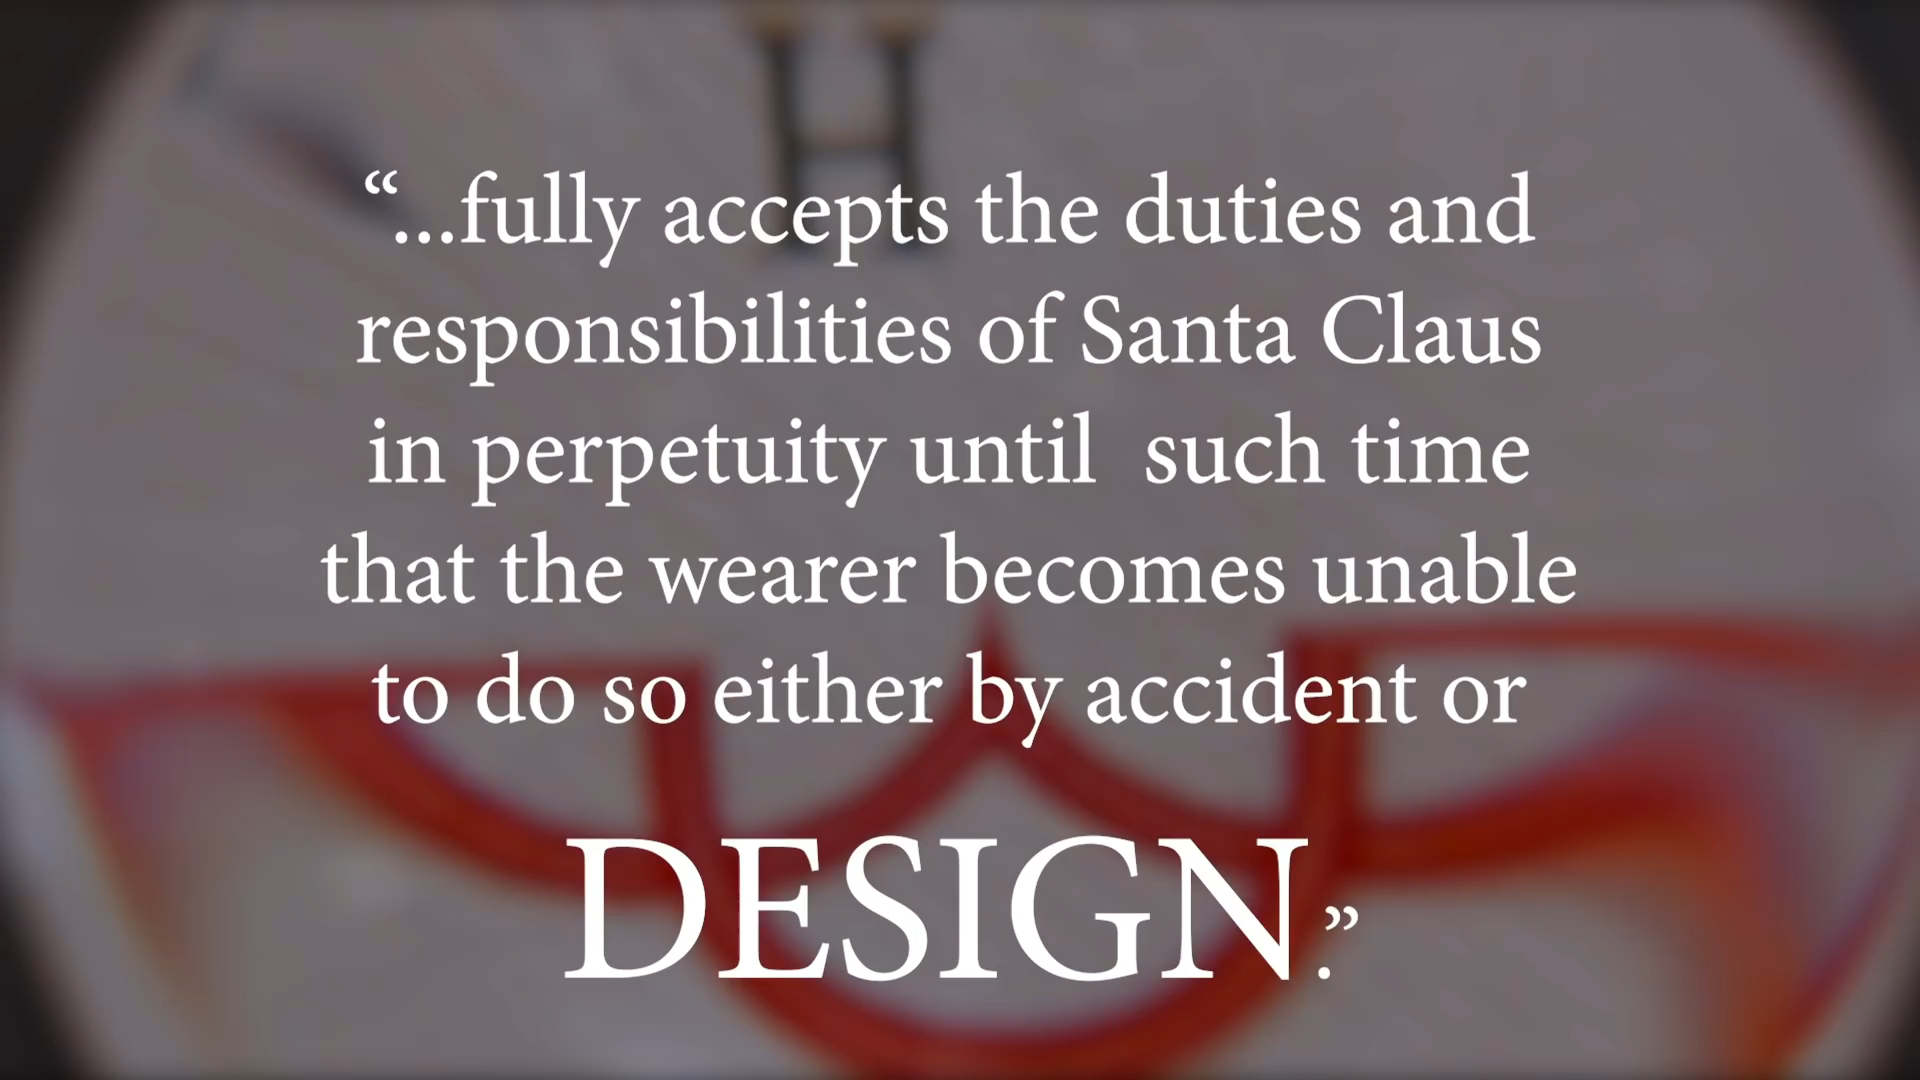 “...fully accepts the duties and
responsibilities of Santa Claus
in perpetuity until  such time
that the wearer becomes unable
to do so either by accident or
DESIGN.”